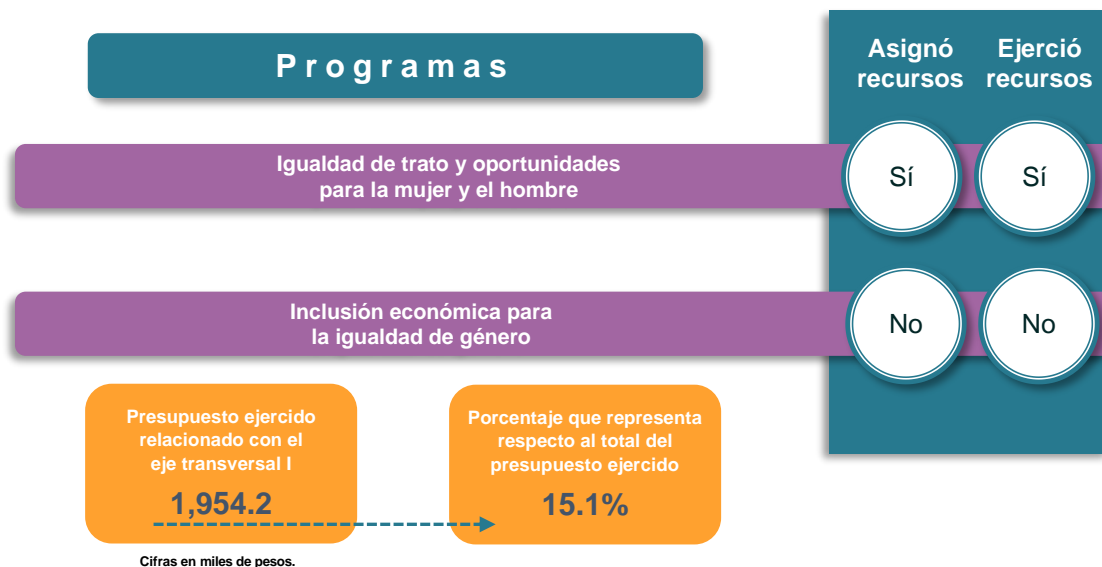 Programas
Asignó
recursos
Ejerció
recursos
Igualdad de trato y oportunidades
para la mujer y el hombre
Sí
Sí
Inclusión económica para
la igualdad de género
No
No
Presupuesto ejercido
relacionado con el
eje transversal I
1,954.2
Porcentaje que representa
respecto al total del
presupuesto ejercido
15.1%
Cifras en miles de pesos.